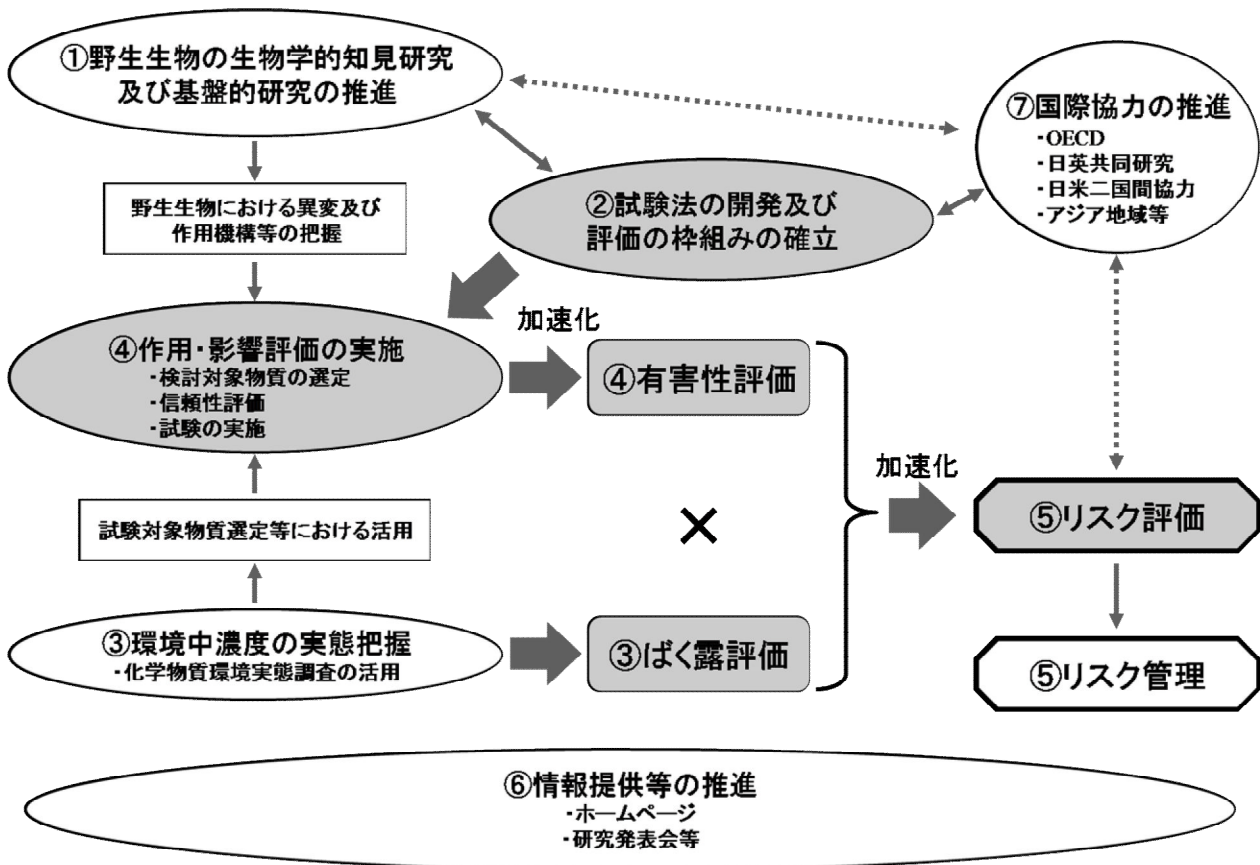 ①野生生物の生物学的知見研究
及び基盤的研究の推進
⑦国際協力の推進
・OECD
・日英共同研究
・日米二国間協力
・アジア地域等
野生生物における異変及び
作用機構等の把握
②試験法の開発及び
評価の枠組みの確立
④作用・影響評価の実施
・検討対象物質の選定
・信頼性評価
・試験の実施
加速化
④有害性評価
試験対象物質選定等における活用
×
加速化
⑤リスク評価
③環境中濃度の実態把握
・化学物質環境実態調査の活用
③ばく露評価
⑤リスク管理
⑥情報提供等の推進
・ホームページ
・研究発表会等